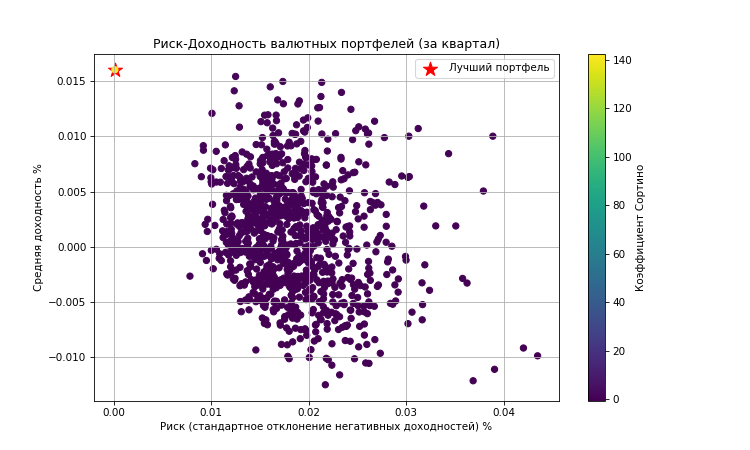 Риск-Доходность валютных портфелей (за квартал)
Лучший портфель
Средняя доходность %
0.015
0.010
0.005
0.000
−0.005
−0.010
0.00 0.01 0.02 0.03 0.04
Риск (стандартное отклонение негативных доходностей) %
140
120
100
80
60
40
20
0
Коэффициент Сортино